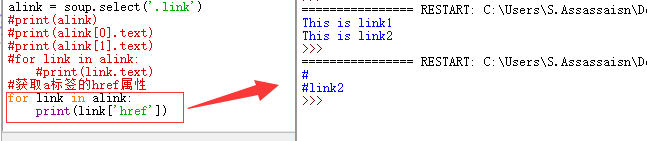 alink = soup.select('.link')
#print(alink)
#print(alink[0].text)
#print(alink[1].text)
#for link in alink:
    #print(link.text)
#获取a标签的href属性
for link in alink:
    print(link['href'])
>>>
================ RESTART: C:\Users\S.Assassaisn\De
This is link1
This is link2
>>>
================ RESTART: C:\Users\S.Assassaisn\De
#
#link2
>>>